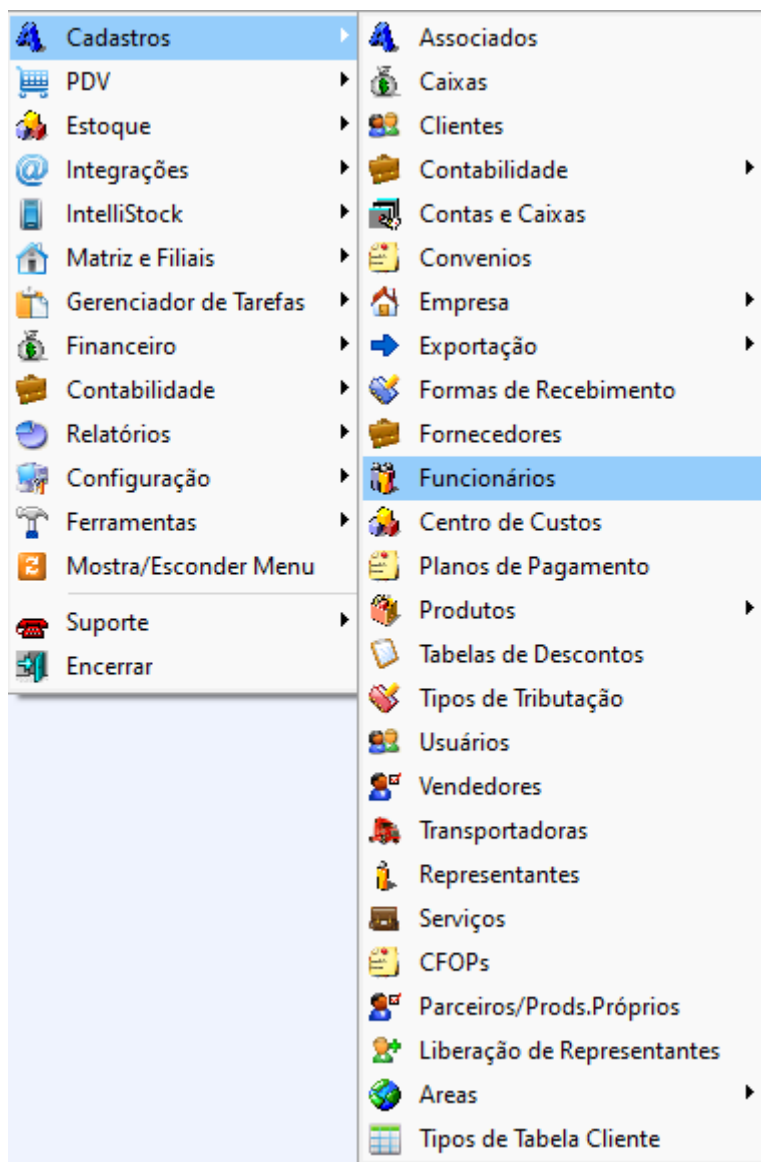 Cadastros
PDV
Estoque
Integrações
IntelliStock
Matriz e Filiais
Gerenciador de Tarefas
Financeiro
Contabilidade
Relatórios
Configuração
Ferramentas
Mostra/Esconder Menu
Suporte
Encerrar
Associados
Caixas
Clientes
Contabilidade
Contas e Caixas
Convenios
Empresa
Exportação
Formas de Recebimento
Fornecedores
Funcionários
Centro de Custos
Planos de Pagamento
Produtos
Tabelas de Descontos
Tipos de Tributação
Usuários
Vendedores
Transportadoras
Representantes
Serviços
CFOPs
Parceiros/Prods.Próprios
Liberação de Representantes
Areas
Tipos de Tabela Cliente